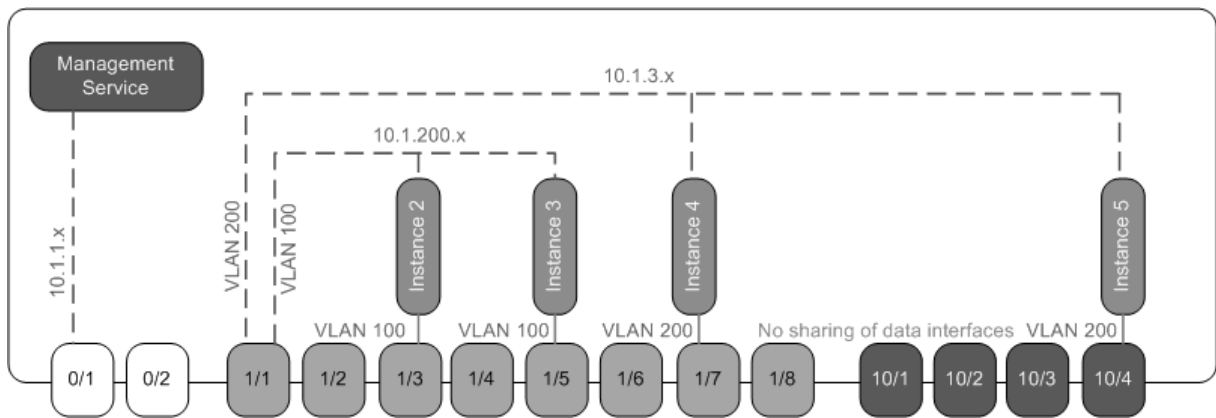 Management
Service
10.1.3.x
10.1.200.x
10.1.1.x
VLAN 200
VLAN 100
Instance 2
Instance 3
Instance 4
Instance 5
VLAN 100
VLAN 100
VLAN 200
No sharing of data interfaces
VLAN 200
0/1
0/2
1/1
1/2
1/3
1/4
1/5
1/6
1/7
1/8
10/1
10/2
10/3
10/4